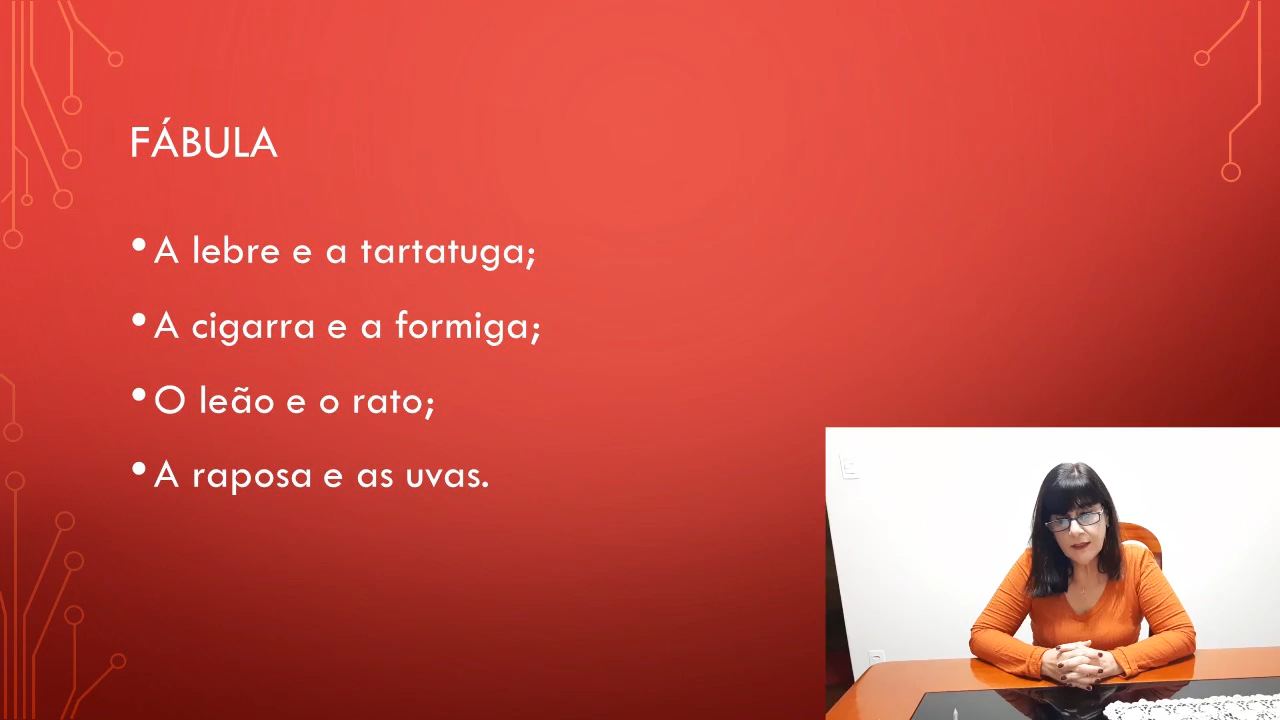 FÁBULA
• A lebre e a tartatuga;
• A cigarra e a formiga;
• O leão e o rato;
• A raposa e as uvas.